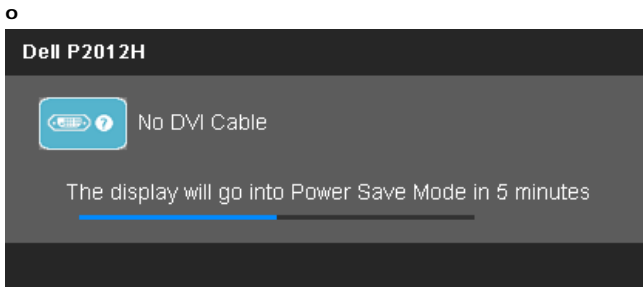 o
Dell P2012H
?
No DVI Cable
The display will go into Power Save Mode in 5 minutes